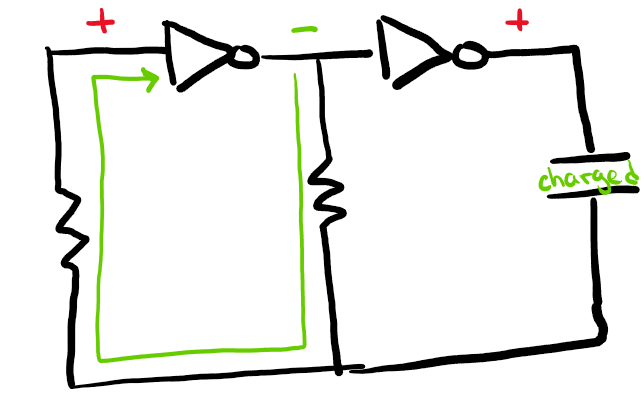 + − +
charged